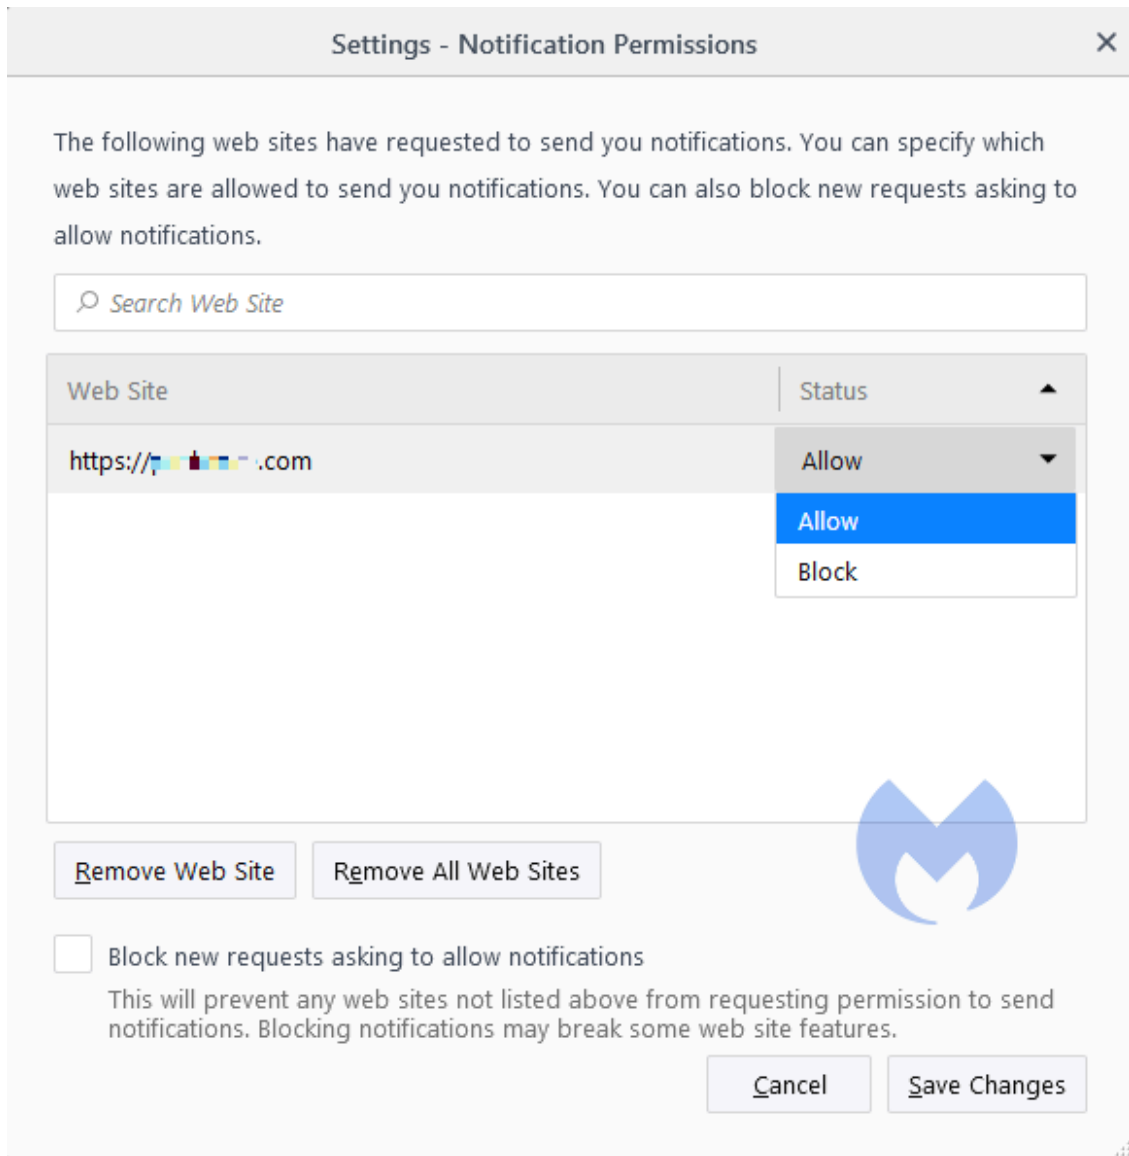 Settings - Notification Permissions
The following web sites have requested to send you notifications. You can specify which
web sites are allowed to send you notifications. You can also block new requests asking to
allow notifications.
Search Web Site
Web Site Status
https:// .com Allow
Allow
Block
Remove Web Site Remove All Web Sites
Block new requests asking to allow notifications
This will prevent any web sites not listed above from requesting permission to send
notifications. Blocking notifications may break some web site features.
Cancel Save Changes